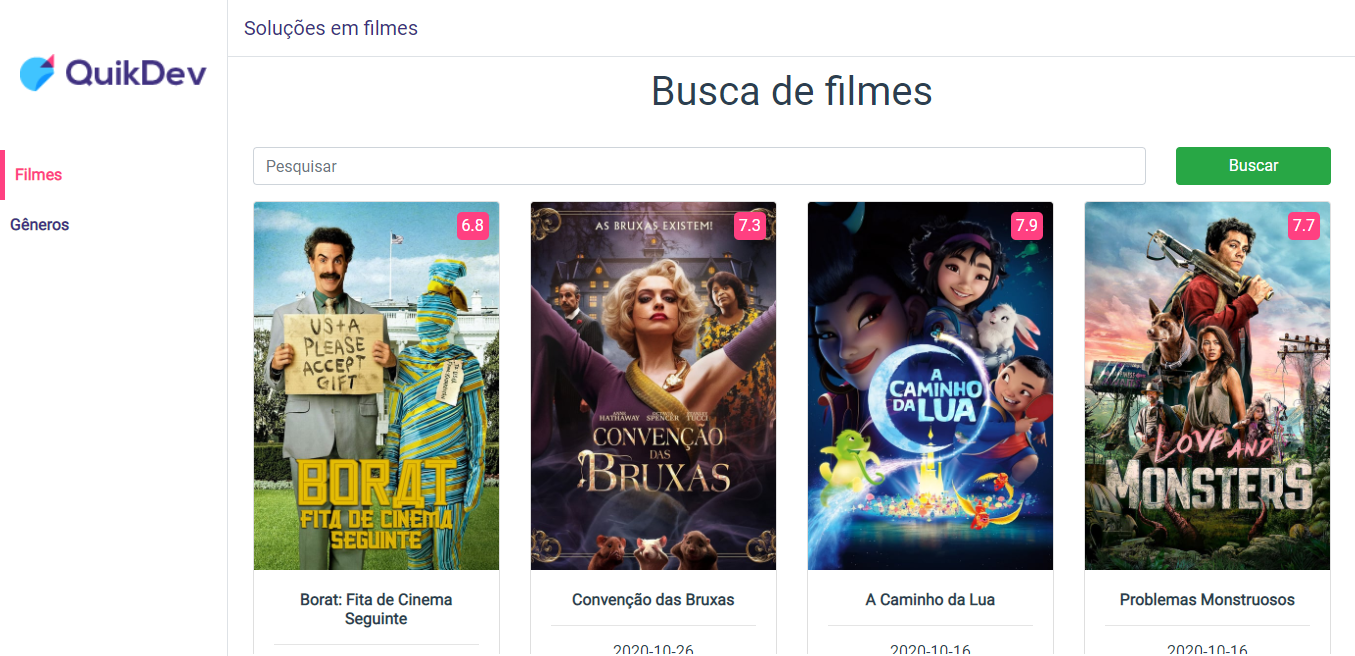 Soluções em filmes
QuikDev
Filmes
Gêneros
Busca de filmes
Pesquisar
Buscar
6.8
US+A
PLEASE
ACCEPT
GIFT
BORAT
FITA DE CINEMA
SEGUINTE
Borat: Fita de Cinema
Seguinte
7.3
AS BRUXAS EXISTEM!
ANNE OCTAVIA STANLEY
HATHAWAY SPENCER TUCCI
CONVENÇÃO
DAS
BRUXAS
Convenção das Bruxas
2020-10-26
7.9
A
CAMINHO
DA LUA
A Caminho da Lua
2020-10-16
7.7
LOVE AND
MONSTERS
Problemas Monstruosos
2020-10-16